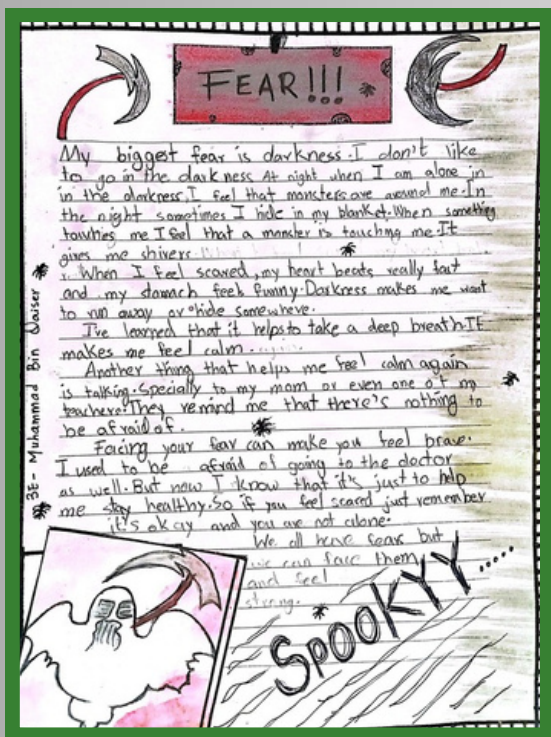 FEAR!!!
My biggest fear is darkness. I don't like
to go in the darkness At night when I am alone in
in the darkness, I feel that monsters are around me. In
the night sometimes I hide in my blanket. When something
touches me I feel that a monster is touching me. It
gives me shivers.
When I feel scared, my heart beats really fast
and my stomach feels funny. Darkness makes me want
to run away or hide somewhere.
I've learned that it helps to take a deep breath. It
makes me feel calm.
Another thing that helps me feel calm again
is talking. Specially to my mom or even one of my
teachers. They remind me that there's nothing to
be afraid of.
Facing your fear can make you feel brave.
I used to be afraid of going to the doctor
as well. But now I know that it's just to help
me stay healthy. So if you feel scared just remember
it's okay and you are not alone.
We all have fears but
we can face them
and feel
strong.
SpooKYY.....
3E- Muhammad Bin Qaiser